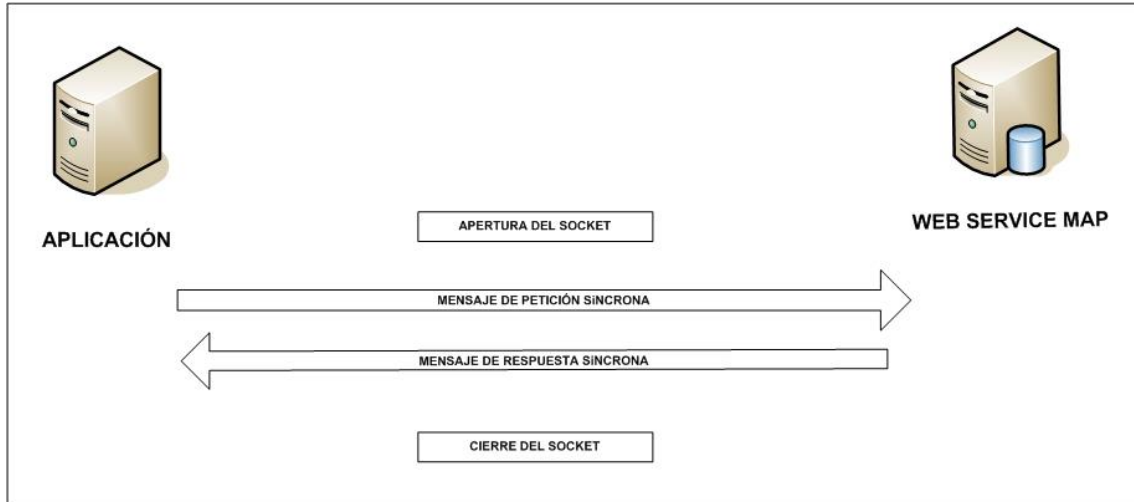 APLICACIÓN
WEB SERVICE MAP
APERTURA DEL SOCKET
MENSAJE DE PETICIÓN SíNCRONA
MENSAJE DE RESPUESTA SíNCRONA
CIERRE DEL SOCKET